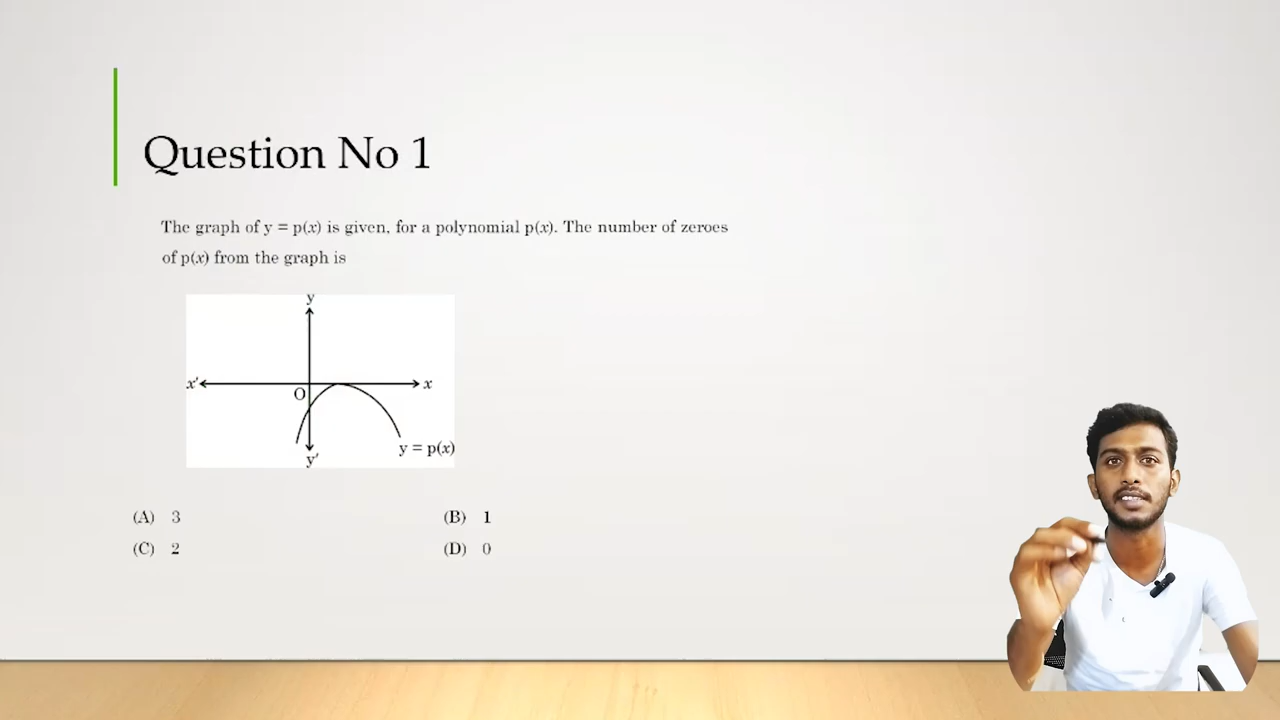 Question No 1
The graph of y = p(x) is given, for a polynomial p(x). The number of zeroes
of p(x) from the graph is
y
x′
x
O
y = p(x)
y′
(A) 3
(B) 1
(C) 2
(D) 0